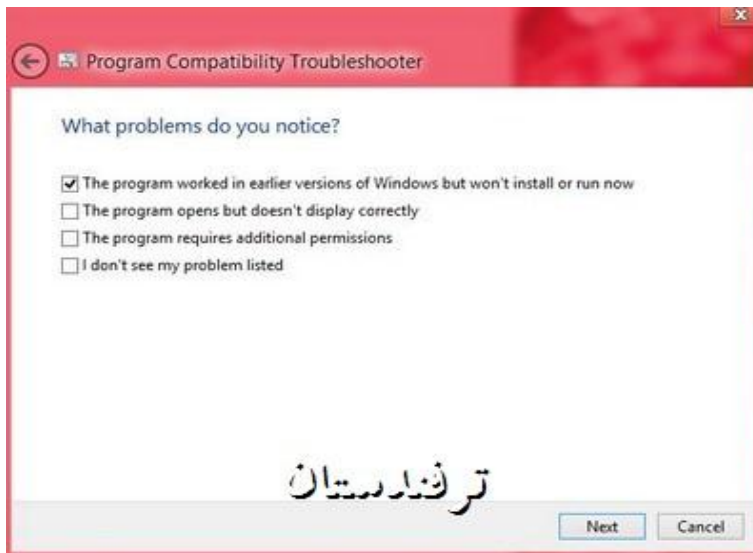 Program Compatibility Troubleshooter
What problems do you notice?
The program worked in earlier versions of Windows but won't install or run now
The program opens but doesn't display correctly
The program requires additional permissions
I don't see my problem listed
ترفندستان
Next Cancel